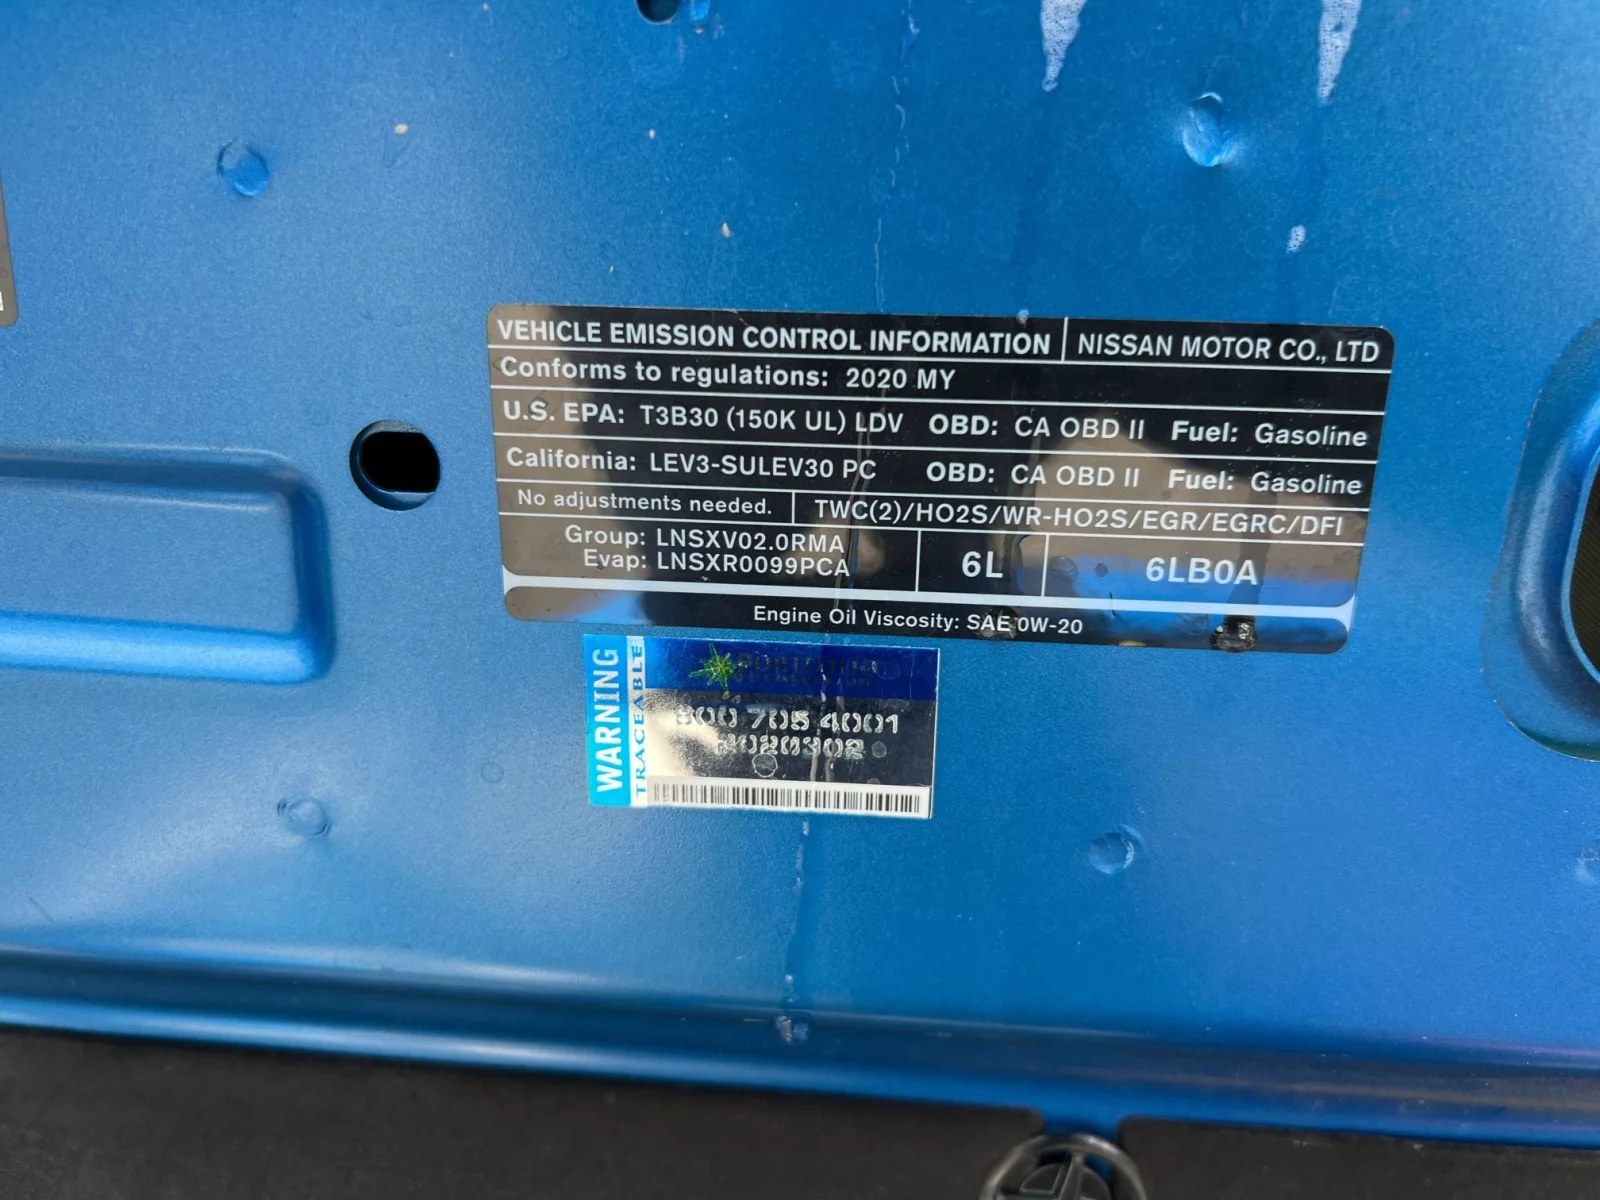 VEHICLE EMISSION CONTROL INFORMATION NISSAN MOTOR CO., LTD
Conforms to regulations: 2020 MY
U.S. EPA: T3B30 (150K UL) LDV OBD: CA OBD II Fuel: Gasoline
California: LEV3-SULEV30 PC OBD: CA OBD II Fuel: Gasoline
No adjustments needed. TWC(2)/HO2S/WR-HO2S/EGR/EGRC/DFI
Group: LNSXV02.0RMA
Evap: LNSXR0099PCA
6L
6LB0A
Engine Oil Viscosity: SAE 0W-20
WARNING
TRACEABLE
800 705 4001